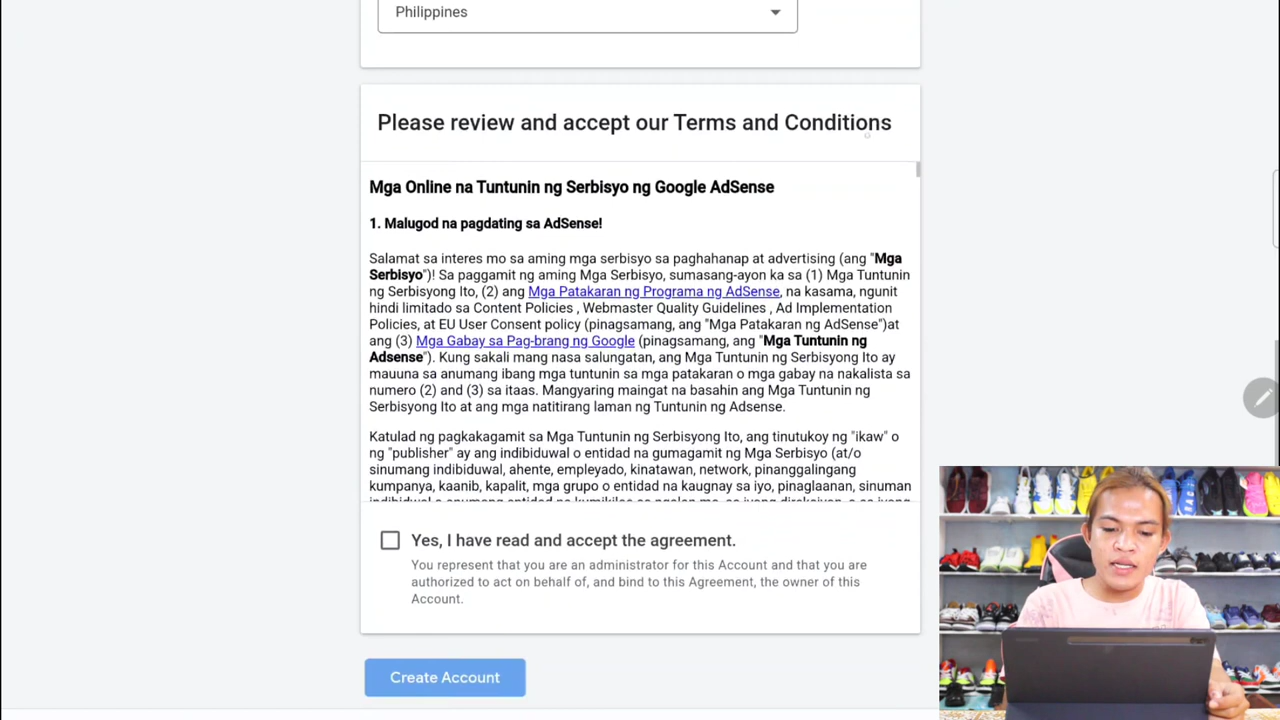 Philippines
Please review and accept our Terms and Conditions
Mga Online na Tuntunin ng Serbisyo ng Google AdSense
1. Malugod na pagdating sa AdSense!
Salamat sa interes mo sa aming mga serbisyo sa paghahanap at advertising (ang "Mga
Serbisyo")! Sa paggamit ng aming Mga Serbisyo, sumasang-ayon ka sa (1) Mga Tuntunin
ng Serbisyong Ito, (2) ang Mga Patakaran ng Programa ng AdSense, na kasama, ngunit
hindi limitado sa Content Policies , Webmaster Quality Guidelines , Ad Implementation
Policies, at EU User Consent policy (pinagsamang, ang "Mga Patakaran ng AdSense")at
ang (3) Mga Gabay sa Pag-brang ng Google (pinagsamang, ang "Mga Tuntunin ng
Adsense"). Kung sakali mang nasa salungatan, ang Mga Tuntunin ng Serbisyong Ito ay
mauuna sa anumang ibang mga tuntunin sa mga patakaran o mga gabay na nakalista sa
numero (2) and (3) sa itaas. Mangyaring maingat na basahin ang Mga Tuntunin ng
Serbisyong Ito at ang mga natitirang laman ng Tuntunin ng Adsense.
Katulad ng pagkakagamit sa Mga Tuntunin ng Serbisyong Ito, ang tinutukoy ng "ikaw" o
ng "publisher" ay ang indibiduwal o entidad na gumagamit ng Mga Serbisyo (at/o
sinumang indibiduwal, ahente, empleyado, kinatawan, network, pinanggalingang
kumpanya, kaanib, kapalit, mga grupo o entidad na kaugnay sa iyo, pinaglaanan, sinuman
Yes, I have read and accept the agreement.
You represent that you are an administrator for this Account and that you are
authorized to act on behalf of, and bind to this Agreement, the owner of this
Account.
Create Account